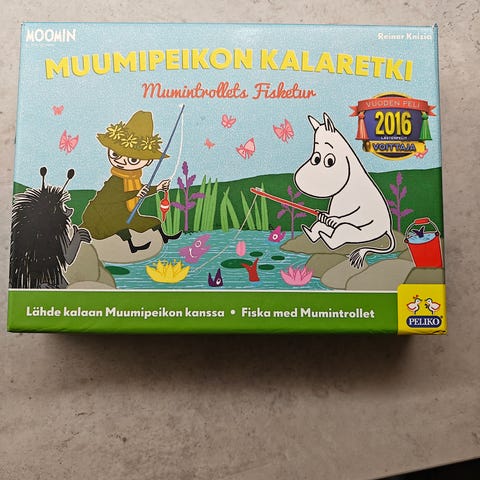 MOOMIN
Reiner Knizia
MUUMIPEIKON KALARETKI
Mumintrollets Fisketur
VUODEN PELI
2016
LASTENPELIT
VOITTAJA
Lähde kalaan Muumipeikon kanssa • Fiska med Mumintrollet
PELIKO